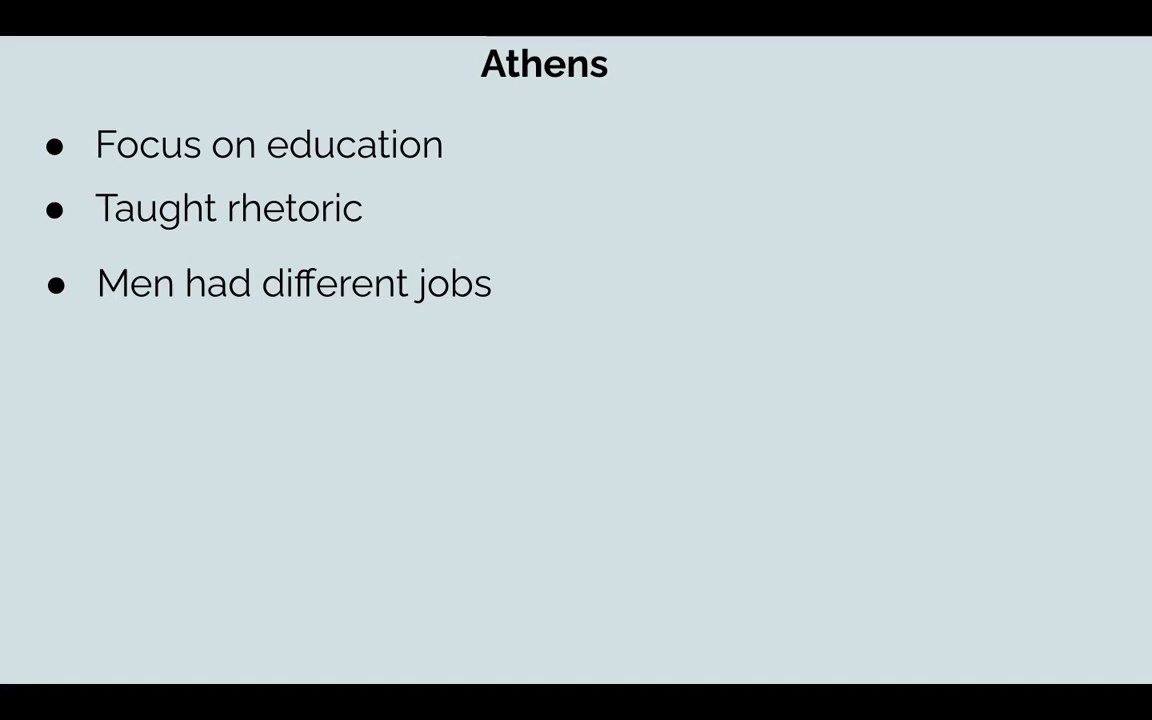 Athens
● Focus on education
● Taught rhetoric
● Men had different jobs